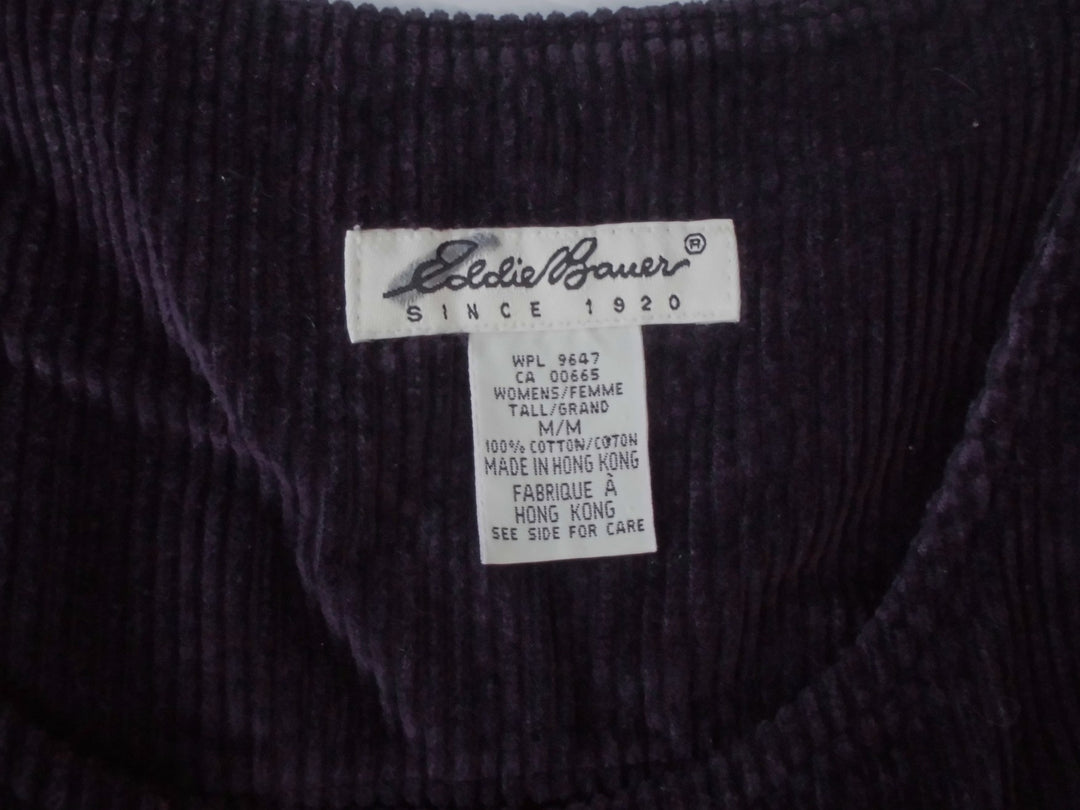 Eddie Bauer®
SINCE 1920
WPL 9647
CA 00665
WOMENS/FEMME
TALL/GRAND
M/M
100% COTTON/COTON
MADE IN HONG KONG
FABRIQUE À
HONG KONG
SEE SIDE FOR CARE